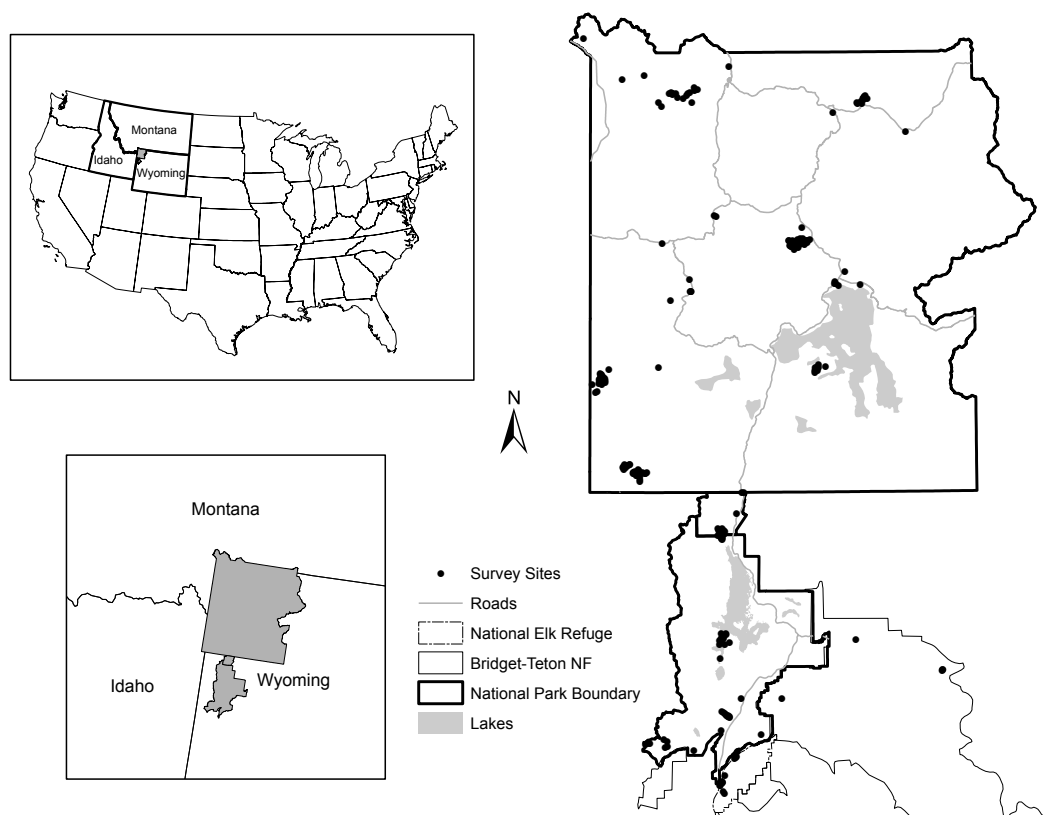 Montana
Idaho
Wyoming
N
Montana
Idaho
Wyoming
Survey Sites
Roads
National Elk Refuge
Bridget-Teton NF
National Park Boundary
Lakes